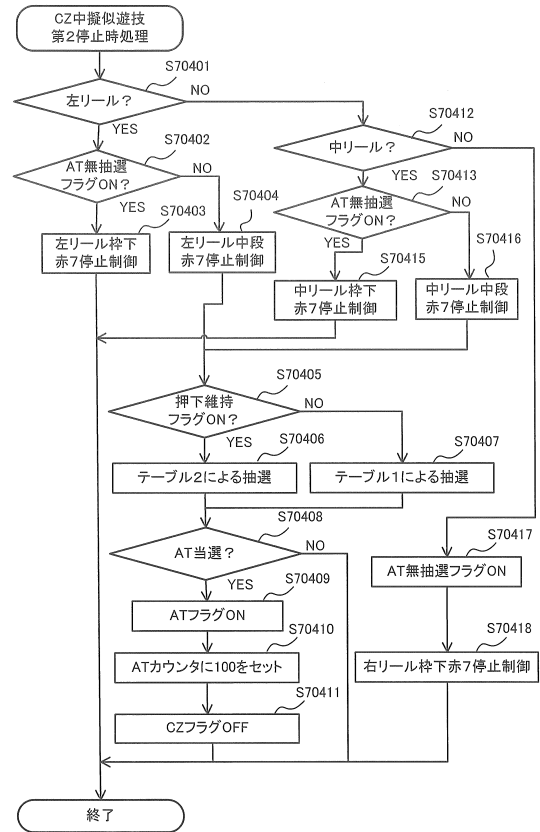 CZ中擬似遊技
第2停止時処理
S70401
左リール？
NO
YES
S70402
AT無抽選
フラグON？
NO
YES
S70403
左リール枠下
赤7停止制御
S70404
左リール中段
赤7停止制御
S70412
中リール？
NO
YES
S70413
AT無抽選
フラグON？
NO
YES
S70415
中リール枠下
赤7停止制御
S70416
中リール中段
赤7停止制御
S70405
押下維持
フラグON？
NO
YES
S70406
テーブル2による抽選
S70407
テーブル1による抽選
S70408
AT当選？
NO
YES
S70409
ATフラグON
S70410
ATカウンタに100をセット
S70411
CZフラグOFF
S70417
AT無抽選フラグON
S70418
右リール枠下赤7停止制御
終了